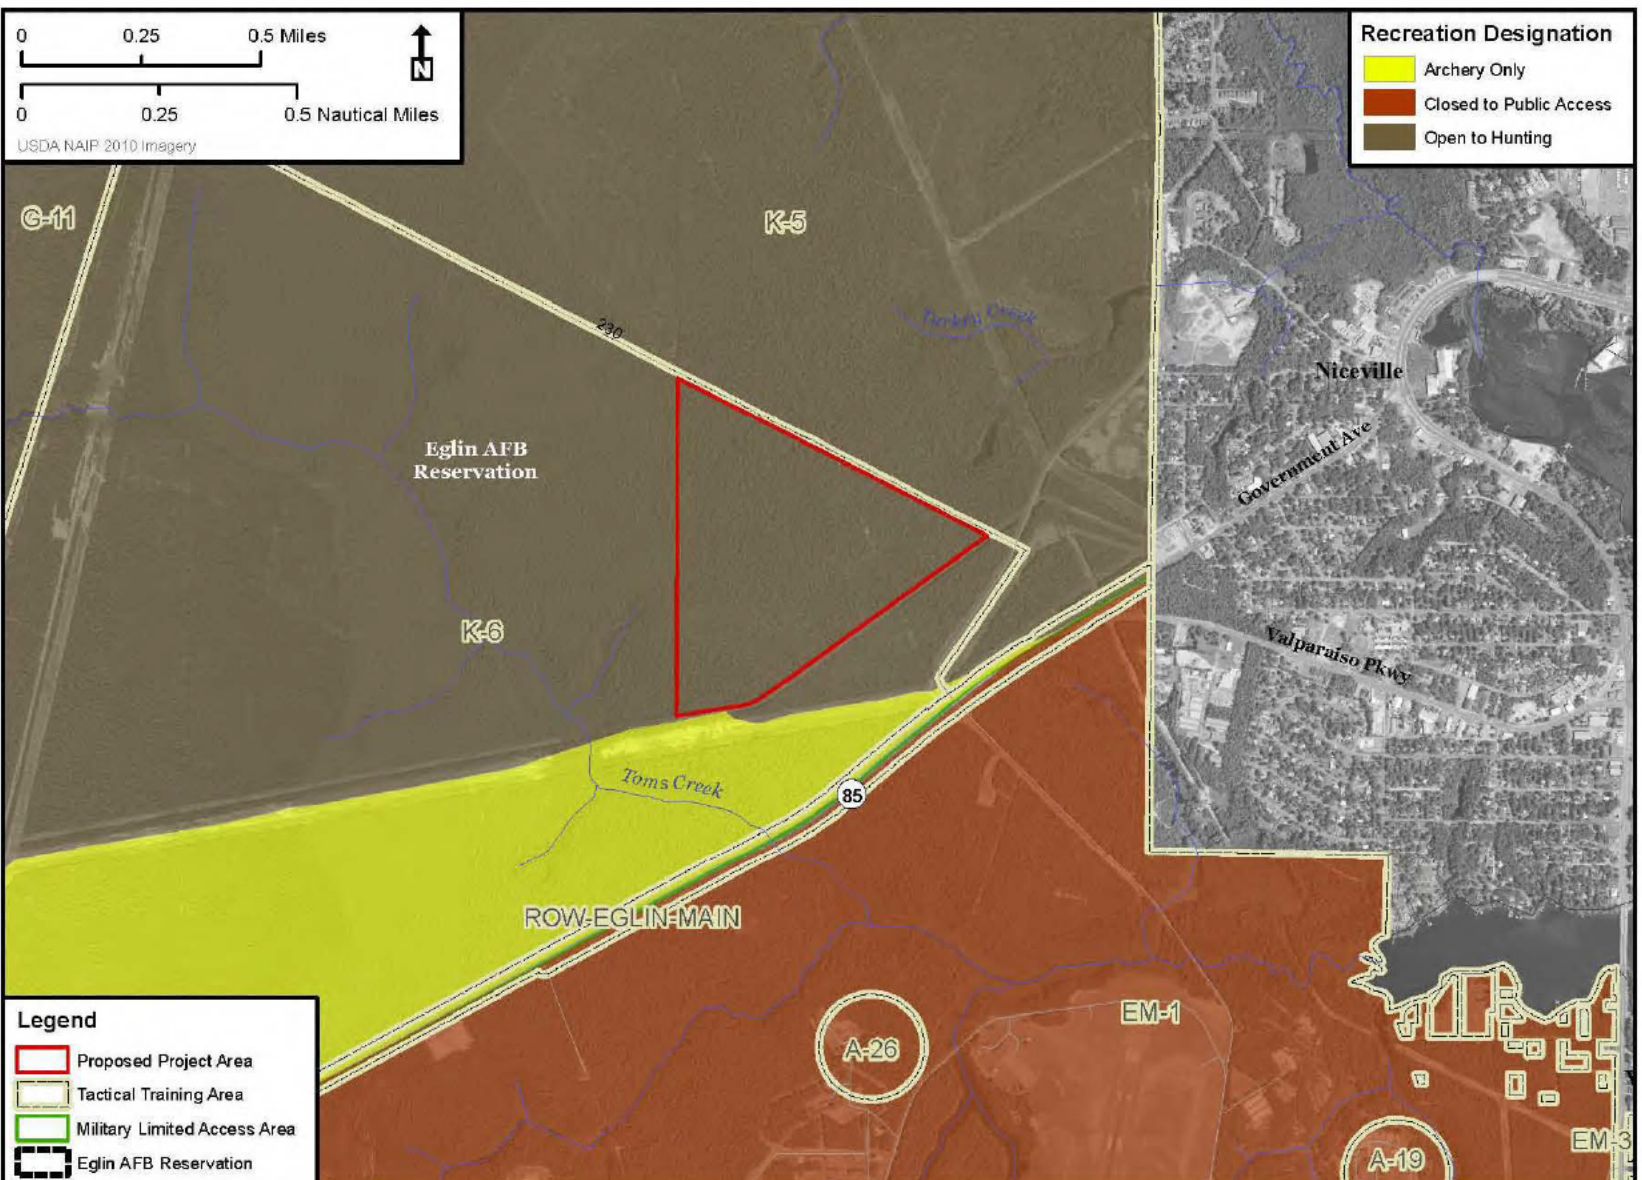 0 0.25 0.5 Miles
N
0 0.25 0.5 Nautical Miles
USDA NAIP 2010 Imagery
Recreation Designation
Archery Only
Closed to Public Access
Open to Hunting
G-11
K-5
230
Turkey Creek
Niceville
Government Ave
Eglin AFB
Reservation
K-6
Valparaiso Pkwy
Toms Creek
85
ROW-EGLIN-MAIN
EM-1
A-26
EM-3
A-19
Legend
Proposed Project Area
Tactical Training Area
Military Limited Access Area
Eglin AFB Reservation